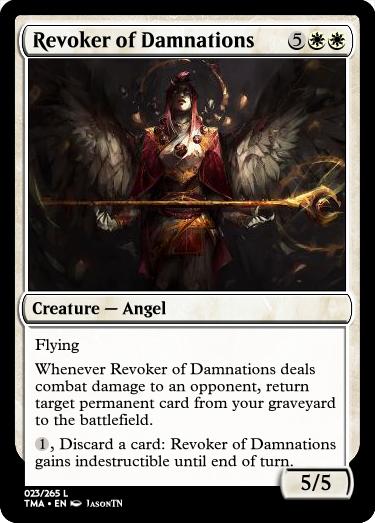 Revoker of Damnations 5
Creature — Angel
Flying
Whenever Revoker of Damnations deals
combat damage to an opponent, return
target permanent card from your graveyard
to the battlefield.
1, Discard a card: Revoker of Damnations
gains indestructible until end of turn.
5/5
023/265 L
TMA • EN JASONTN